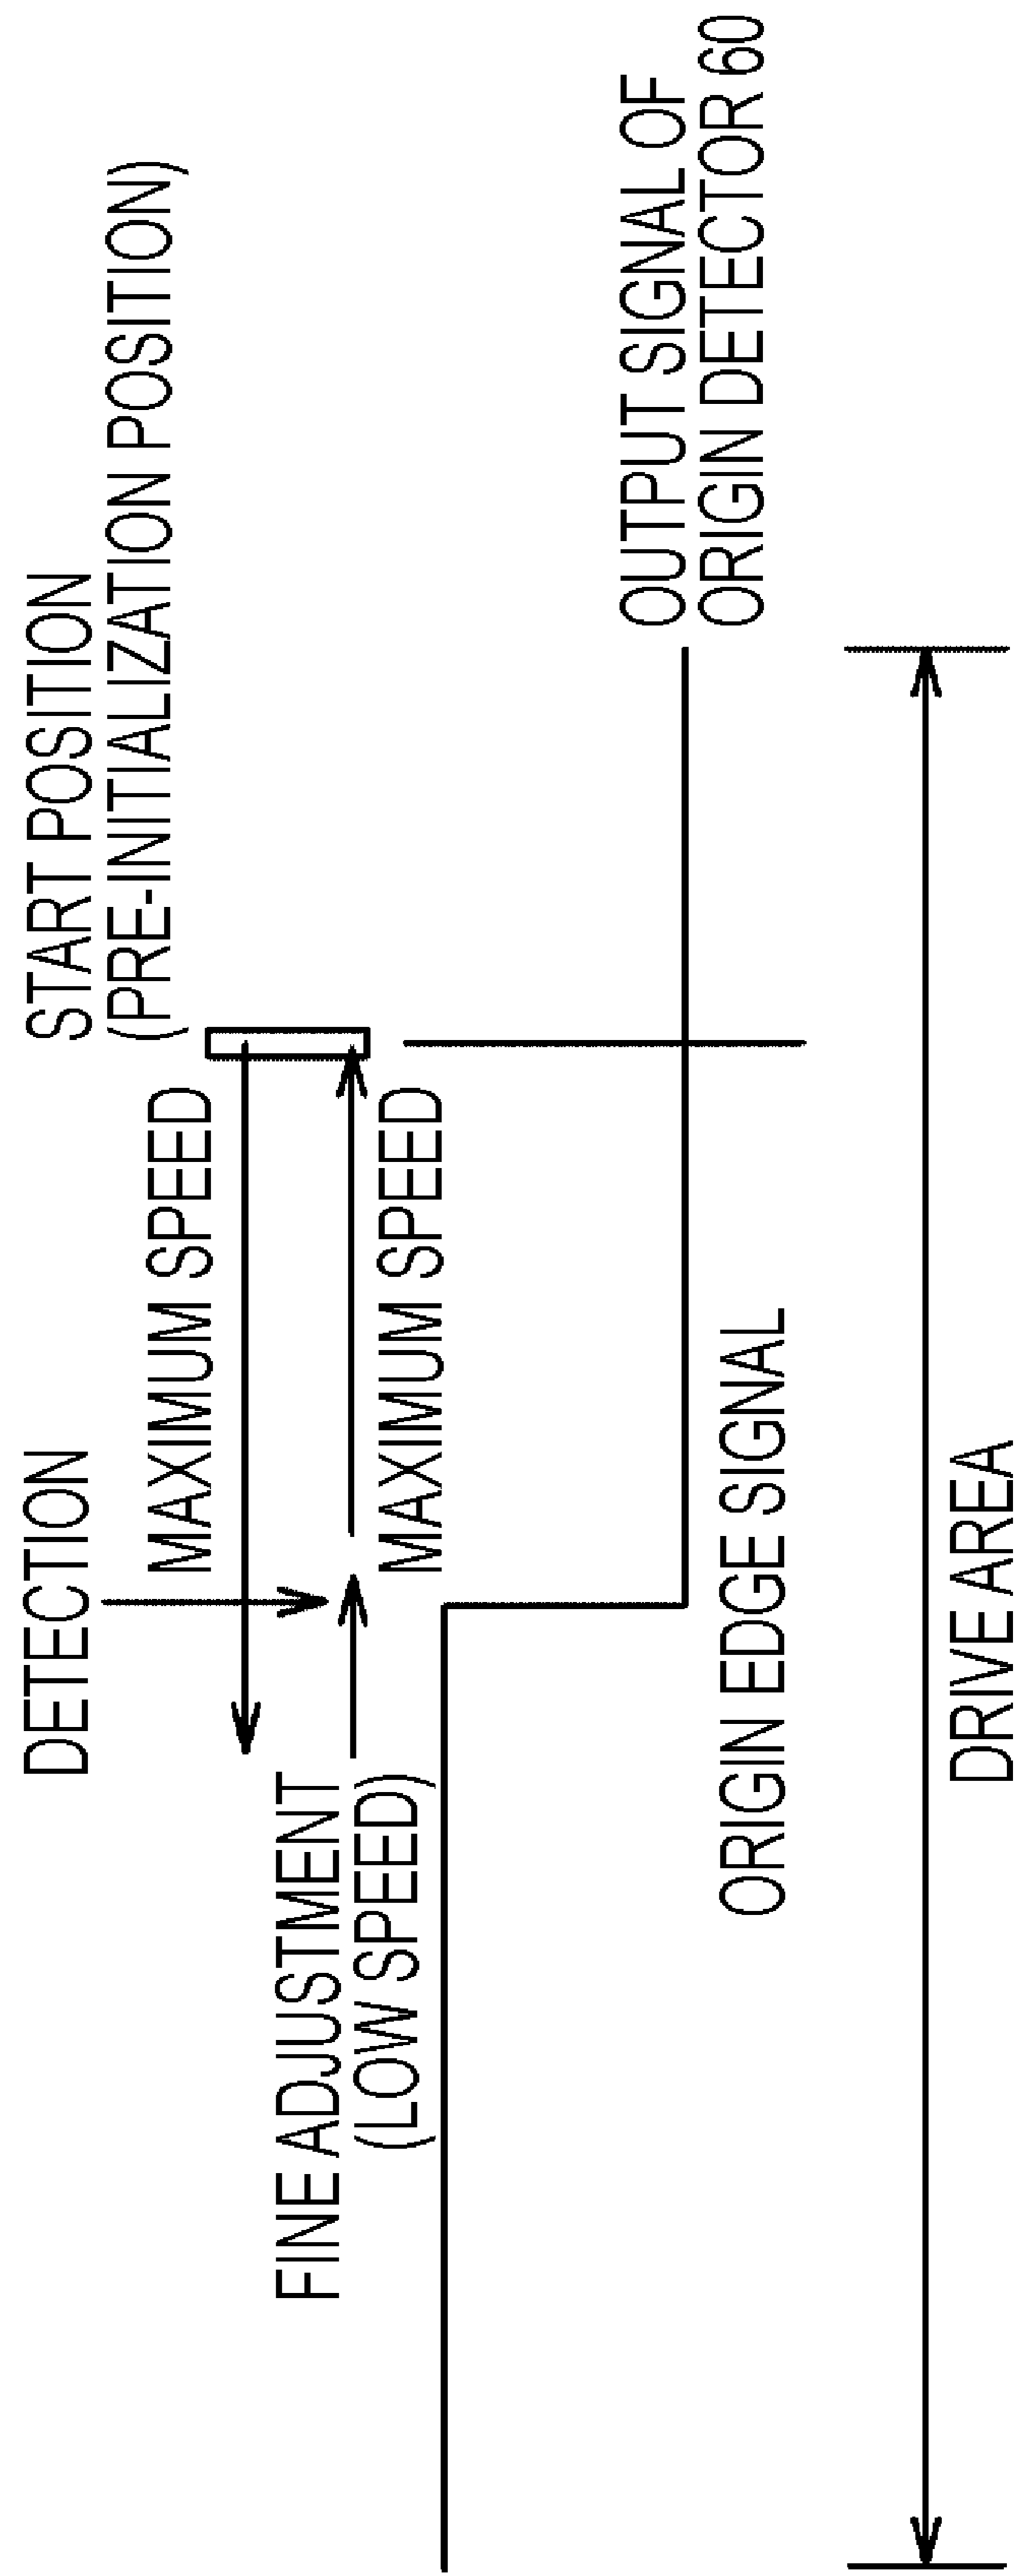 START POSITION
(PRE-INITIALIZATION POSITION)
DETECTION
MAXIMUM SPEED
FINE ADJUSTMENT
(LOW SPEED)
MAXIMUM SPEED
OUTPUT SIGNAL OF
ORIGIN DETECTOR 60
ORIGIN EDGE SIGNAL
DRIVE AREA